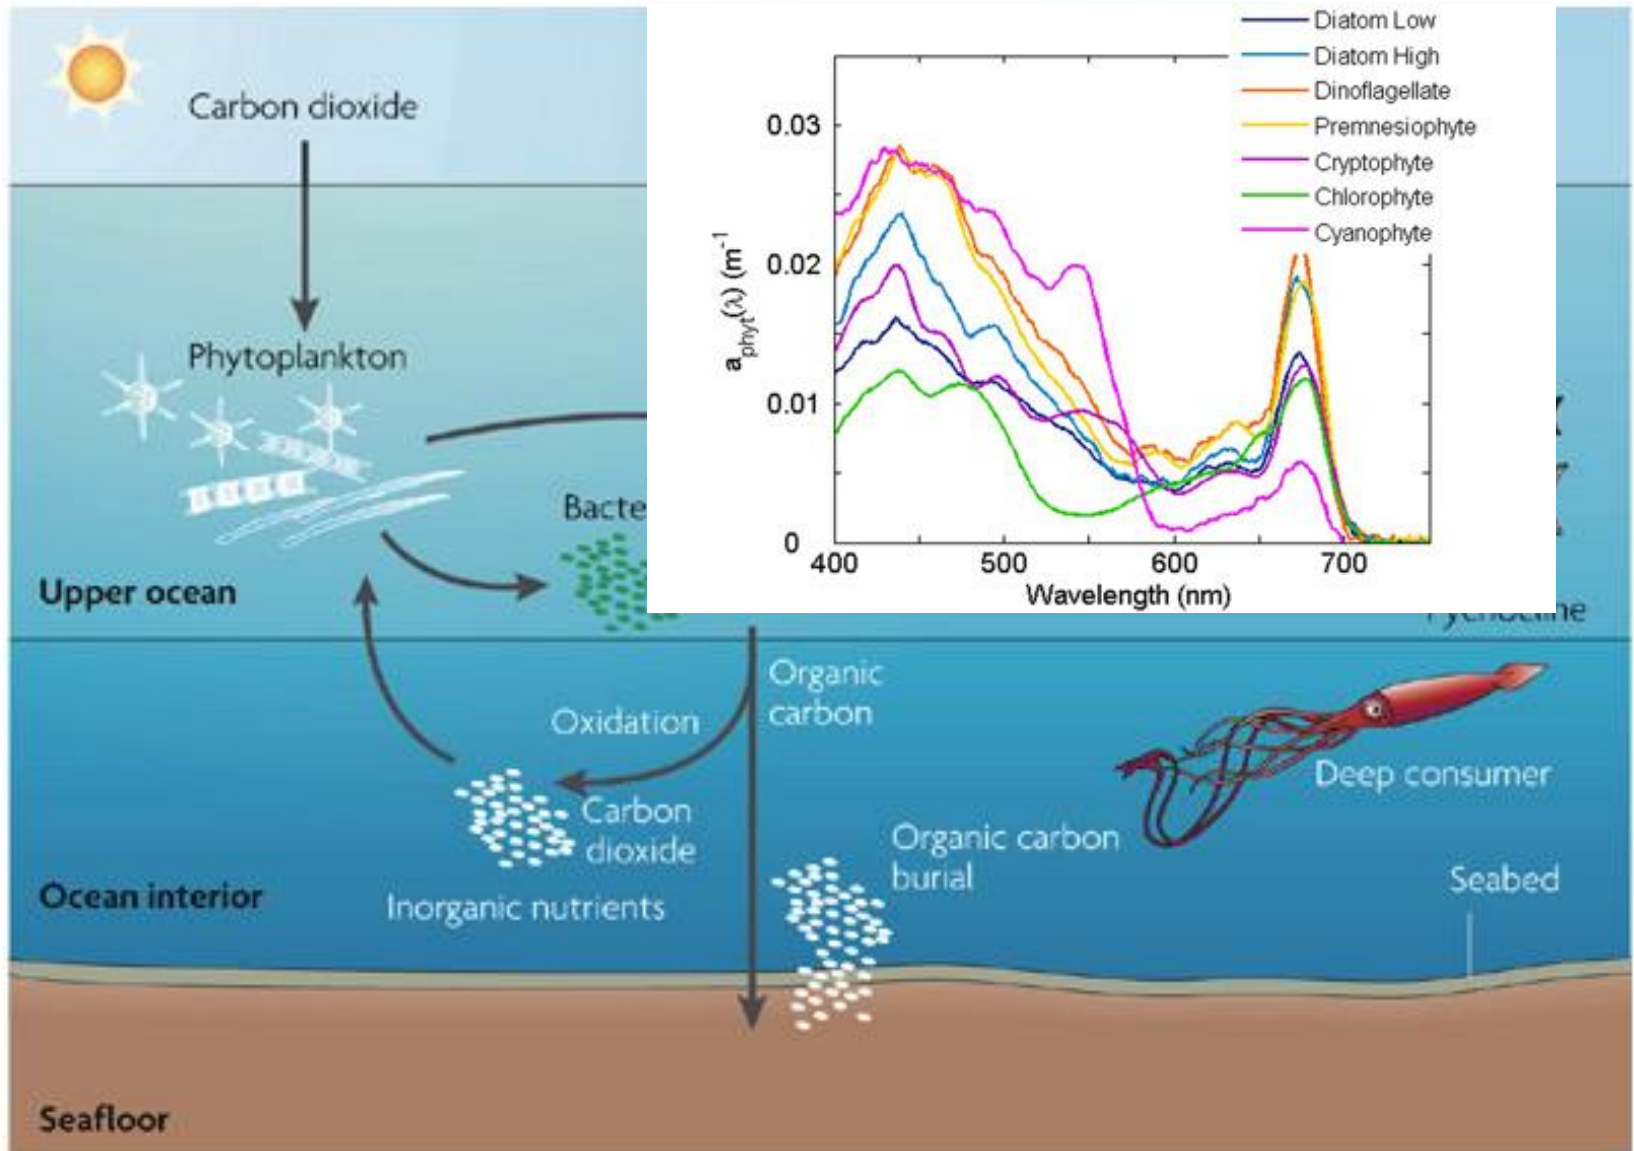 Carbon dioxide
Phytoplankton
Upper ocean
Diatom Low
Diatom High
Dinoflagellate
Premnesiophyte
Cryptophyte
Chlorophyte
Cyanophyte
0.03
0.02
0.01
0
a_phyt(λ) (m⁻¹)
400 500 600 700
Wavelength (nm)
Organic
carbon
Oxidation
Carbon
dioxide
Inorganic nutrients
Organic carbon
burial
Deep consumer
Seabed
Ocean interior
Seafloor